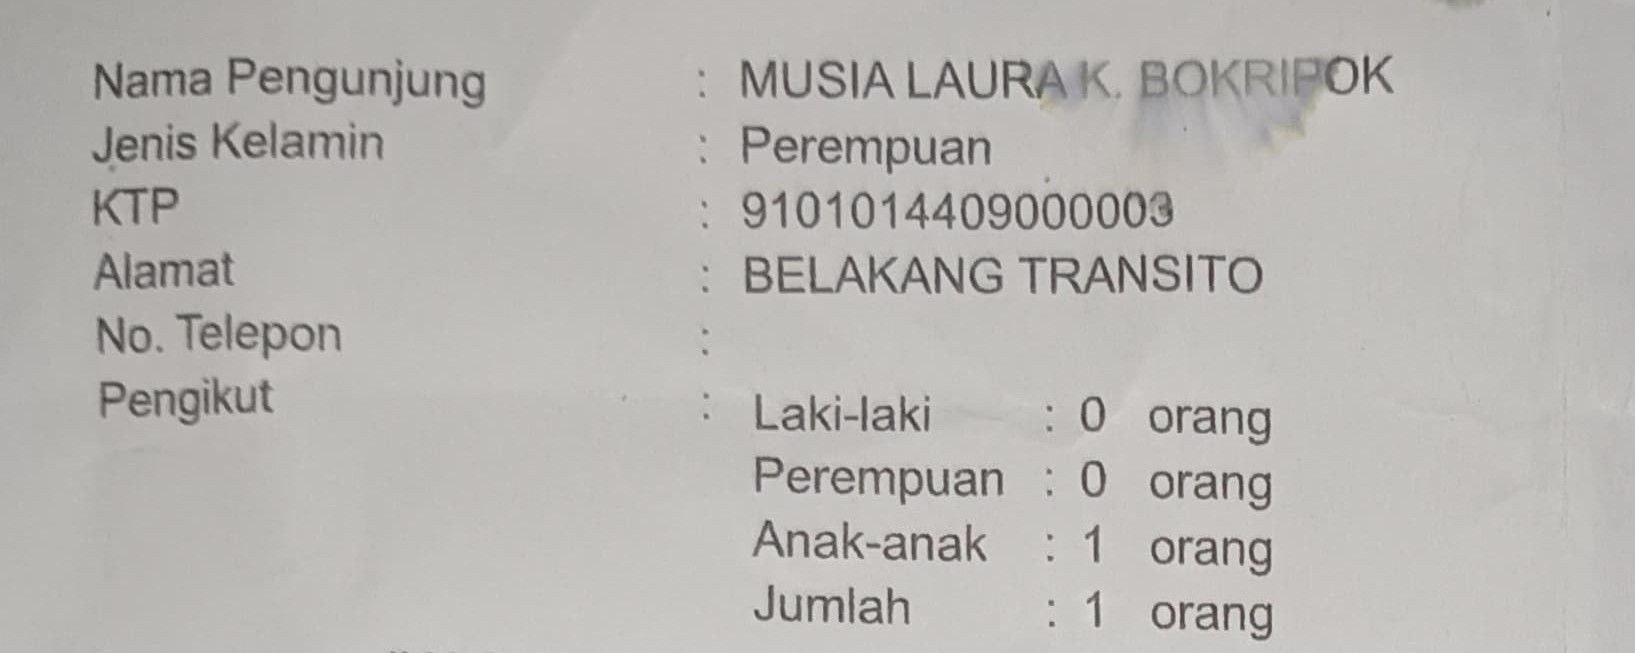 Nama Pengunjung : MUSIA LAURA K. BOKRIPOK
Jenis Kelamin : Perempuan
KTP : 9101014409000003
Alamat : BELAKANG TRANSITO
No. Telepon :
Pengikut : Laki-laki : 0 orang
Perempuan : 0 orang
Anak-anak : 1 orang
Jumlah : 1 orang